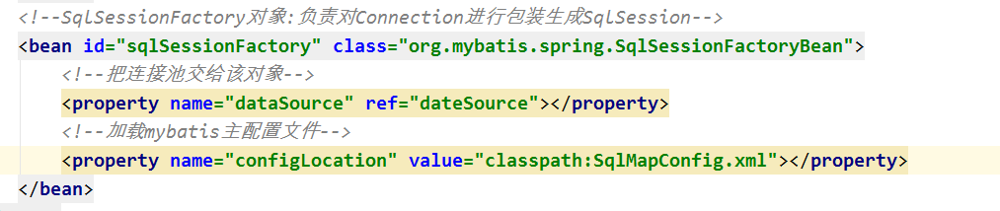 <!--SqlSessionFactory对象:负责对Connection进行包装生成SqlSession-->
<bean id="sqlSessionFactory" class="org.mybatis.spring.SqlSessionFactoryBean">
<!--把连接池交给该对象-->
<property name="dataSource" ref="dateSource"></property>
<!--加载mybatis主配置文件-->
<property name="configLocation" value="classpath:SqlMapConfig.xml"></property>
</bean>